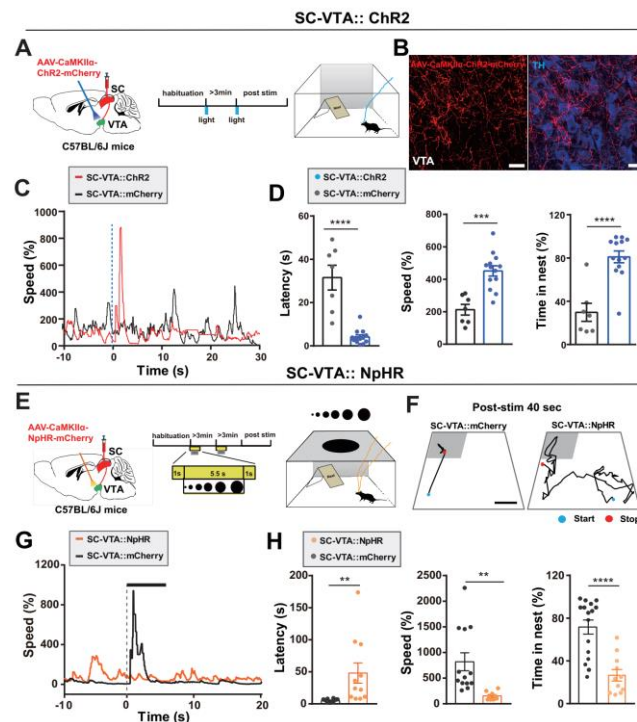 SC-VTA:: ChR2
A
AAV-CaMKIIα-
ChR2-mCherry
SC
VTA
C57BL/6J mice
habituation >3min post stim
light light
Nest
B
AAV-CaMKIIα-ChR2-mCherry
TH
VTA
C
SC-VTA::ChR2
SC-VTA::mCherry
Speed (%)
1000
800
600
400
200
0
-10 0 10 20 30
Time (s)
D
SC-VTA::ChR2
SC-VTA::mCherry
Latency (s)
60
40
20
0
****
Speed (%)
800
600
400
200
0
***
Time in nest (%)
120
80
40
0
****
SC-VTA:: NpHR
E
AAV-CaMKIIα-
NpHR-mCherry
SC
VTA
C57BL/6J mice
habituation >3min >3min post stim
1s 5.5 s 1s
Nest
F
Post-stim 40 sec
SC-VTA::mCherry SC-VTA::NpHR
Start Stop
G
SC-VTA::NpHR
SC-VTA::mCherry
Speed (%)
1200
800
400
0
-10 0 10 20
Time (s)
H
SC-VTA::NpHR
SC-VTA::mCherry
Latency (s)
200
150
100
50
0
**
Speed (%)
2500
2000
1500
1000
500
0
**
Time in nest (%)
120
80
40
0
****